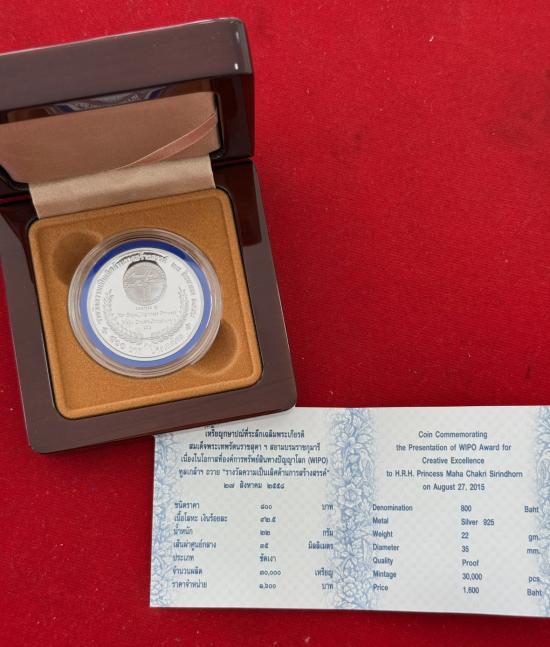 เหรียญกษาปณ์ที่ระลึกเฉลิมพระเกียรติ
สมเด็จพระเทพรัตนราชสุดา ฯ สยามบรมราชกุมารี
เนื่องในโอกาสที่องค์การทรัพย์สินทางปัญญาโลก (WIPO)
ทูลเกล้าฯ ถวาย "รางวัลความเป็นเลิศด้านการสร้างสรรค์"
๒๗ สิงหาคม ๒๕๕๘
ชนิดราคา ๘๐๐ บาท
เนื้อโลหะ เงินร้อยละ ๙๒.๕
น้ำหนัก ๒๒ กรัม
เส้นผ่าศูนย์กลาง ๓๕ มิลลิเมตร
ประเภท ขัดเงา
จำนวนผลิต ๓๐,๐๐๐ เหรียญ
ราคาจำหน่าย ๑,๖๐๐ บาท
Coin Commemorating
the Presentation of WIPO Award for
Creative Excellence
to H.R.H. Princess Maha Chakri Sirindhorn
on August 27, 2015
Denomination 800 Baht
Metal Silver 925
Weight 22 gm.
Diameter 35 mm.
Quality Proof
Mintage 30,000 pcs.
Price 1,600 Baht